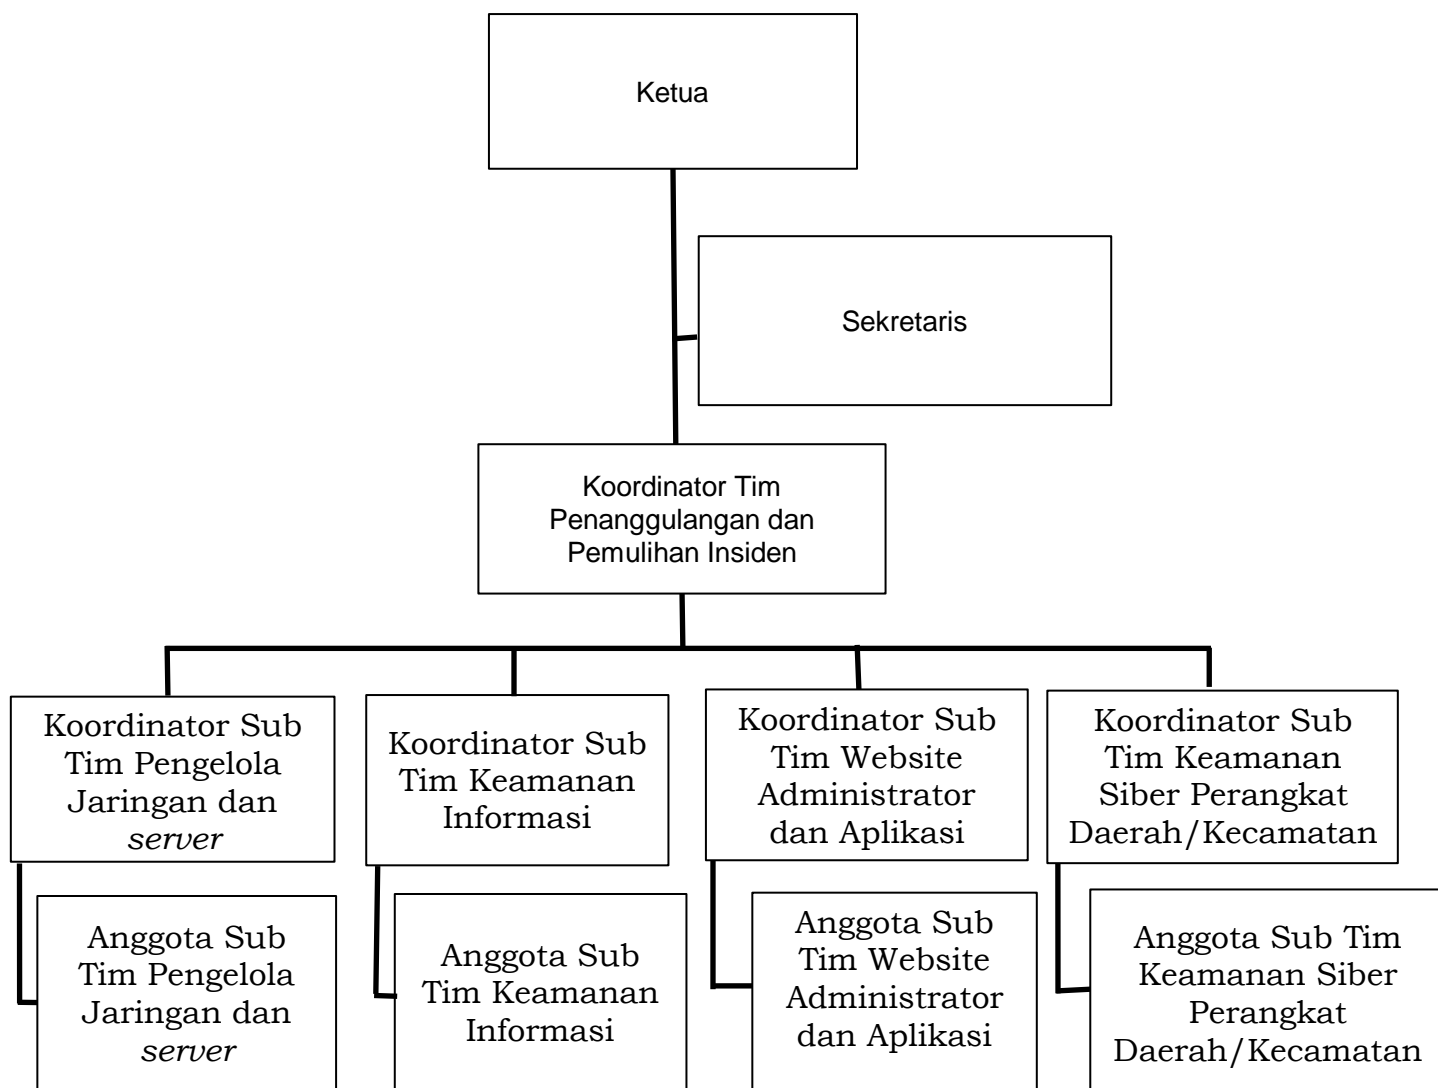 Ketua
Sekretaris
Koordinator Tim
Penanggulangan dan
Pemulihan Insiden
Koordinator Sub
Tim Pengelola
Jaringan dan
server
Koordinator Sub
Tim Keamanan
Informasi
Koordinator Sub
Tim Website
Administrator
dan Aplikasi
Koordinator Sub
Tim Keamanan
Siber Perangkat
Daerah/Kecamatan
Anggota Sub
Tim Pengelola
Jaringan dan
server
Anggota Sub
Tim Keamanan
Informasi
Anggota Sub
Tim Website
Administrator
dan Aplikasi
Anggota Sub Tim
Keamanan Siber
Perangkat
Daerah/Kecamatan